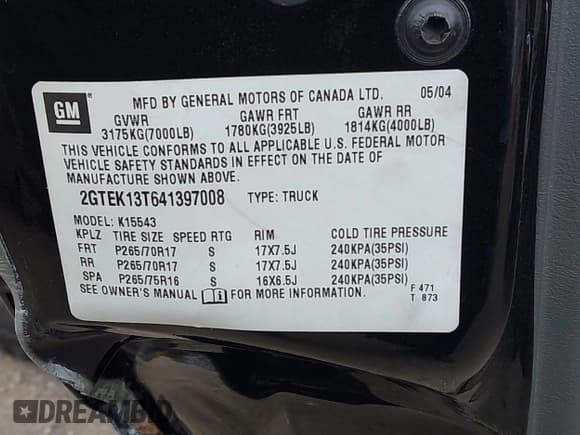 GM
MFD BY GENERAL MOTORS OF CANADA LTD. 05/04
GVWR GAWR FRT GAWR RR
3175KG(7000LB) 1780KG(3925LB) 1814KG(4000LB)
THIS VEHICLE CONFORMS TO ALL APPLICABLE U.S. FEDERAL MOTOR
VEHICLE SAFETY STANDARDS IN EFFECT ON THE DATE OF
MANUFACTURE SHOWN ABOVE.
2GTEK13T641397008 TYPE: TRUCK
MODEL: K15543
KPLZ TIRE SIZE SPEED RTG RIM COLD TIRE PRESSURE
FRT P265/70R17 S 17X7.5J 240KPA(35PSI)
RR P265/70R17 S 17X7.5J 240KPA(35PSI)
SPA P265/75R16 S 16X6.5J 240KPA(35PSI)
SEE OWNER'S MANUAL FOR MORE INFORMATION
F 471
T 873
DREAMBID